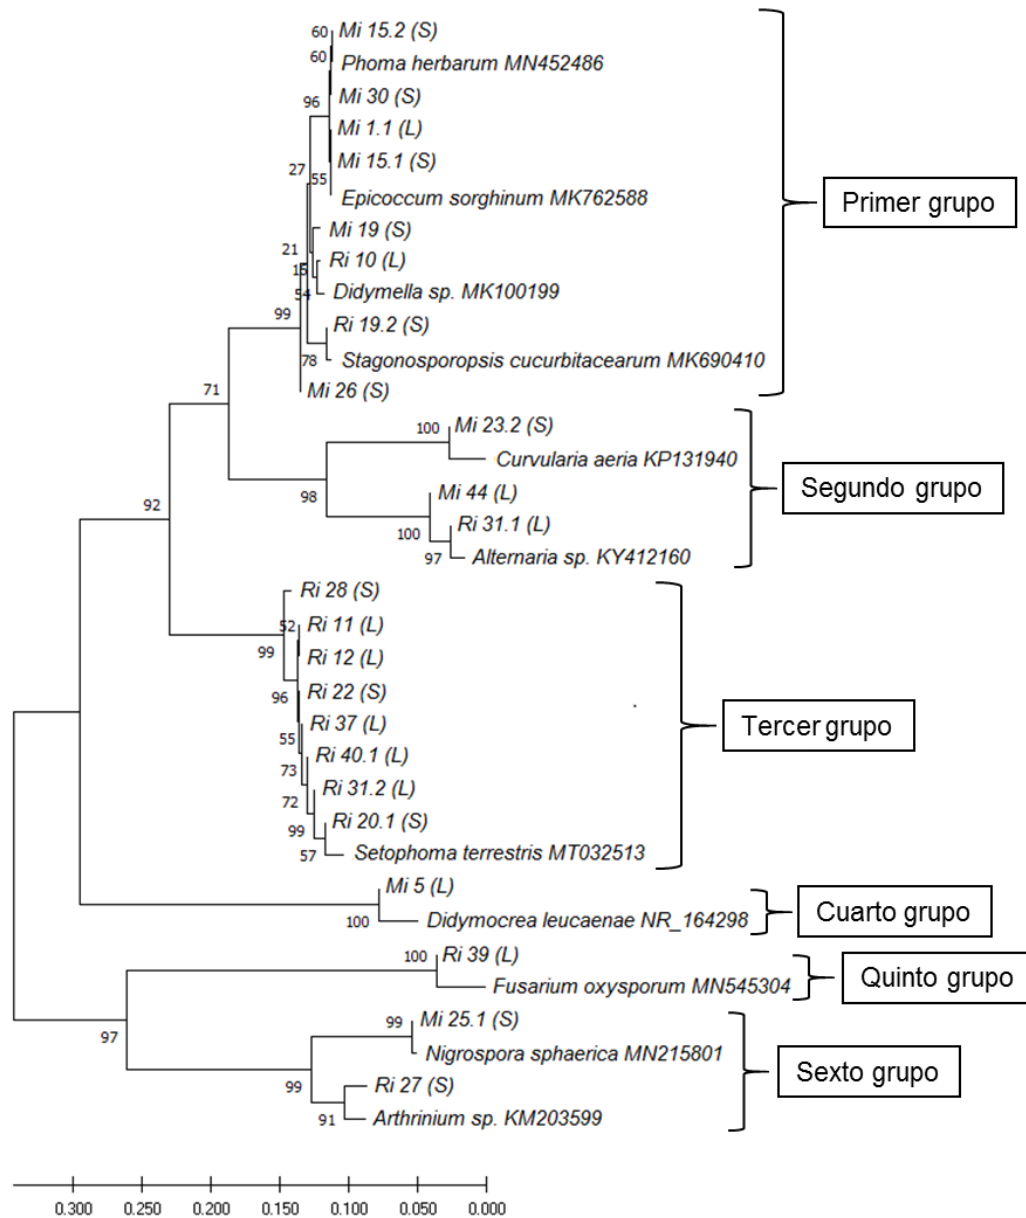 60 Mi 15.2 (S)
60 Phoma herbarum MN452486
96 Mi 30 (S)
Mi 1.1 (L)
Mi 15.1 (S)
27 55 Epicoccum sorghinum MK762588
Primer grupo
Mi 19 (S)
21 Ri 10 (L)
15
54 Didymella sp. MK100199
99 Ri 19.2 (S)
78 Stagonosporopsis cucurbitacearum MK690410
71 Mi 26 (S)
100 Mi 23.2 (S)
Curvularia aeria KP131940
98 Mi 44 (L)
Segundo grupo
92
100 Ri 31.1 (L)
97 Alternaria sp. KY412160
Ri 28 (S)
52 Ri 11 (L)
99 Ri 12 (L)
96 Ri 22 (S)
55 Ri 37 (L)
Tercer grupo
73 Ri 40.1 (L)
72 Ri 31.2 (L)
99 Ri 20.1 (S)
57 Setophoma terrestris MT032513
Mi 5 (L)
100 Didymocrea leucaenae NR_164298
Cuarto grupo
100 Ri 39 (L)
Fusarium oxysporum MN545304
Quinto grupo
97
99 Mi 25.1 (S)
Nigrospora sphaerica MN215801
99 Ri 27 (S)
Sexto grupo
91 Arthrinium sp. KM203599
0.300 0.250 0.200 0.150 0.100 0.050 0.000